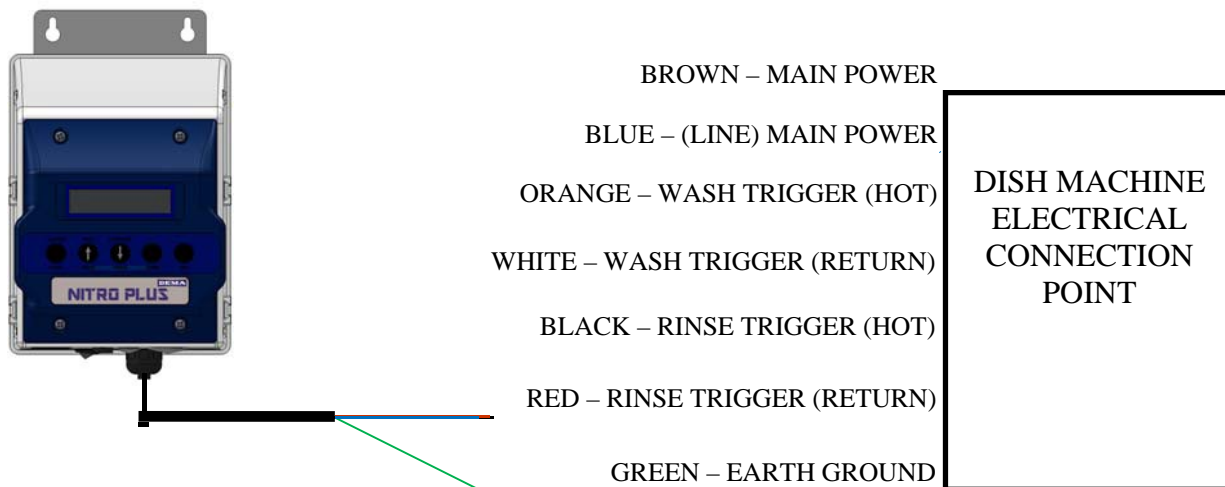 BROWN – MAIN POWER
BLUE – (LINE) MAIN POWER
ORANGE – WASH TRIGGER (HOT)
WHITE – WASH TRIGGER (RETURN)
BLACK – RINSE TRIGGER (HOT)
RED – RINSE TRIGGER (RETURN)
GREEN – EARTH GROUND
DISH MACHINE
ELECTRICAL
CONNECTION
POINT
DEMA
NITRO PLUS